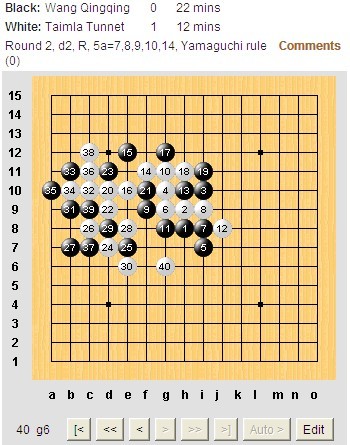 Black: Wang Qingqing 0 22 mins
White: Taimla Tunnet 1 12 mins
Round 2, d2, R, 5a=7,8,9,10,14, Yamaguchi rule Comments
(0)
15
14
13
12 38 15 17
11 33 36 23 14 10 18 19
10 35 34 32 20 16 21 4 13 3
9 31 39 22 9 6 2 8
8 26 29 28 11 1 7 12
7 27 37 24 25 5
6 30 40
5
4
3
2
1
a b c d e f g h i j k l m n o
40 g6 [< << < > >> >] Auto > Edit